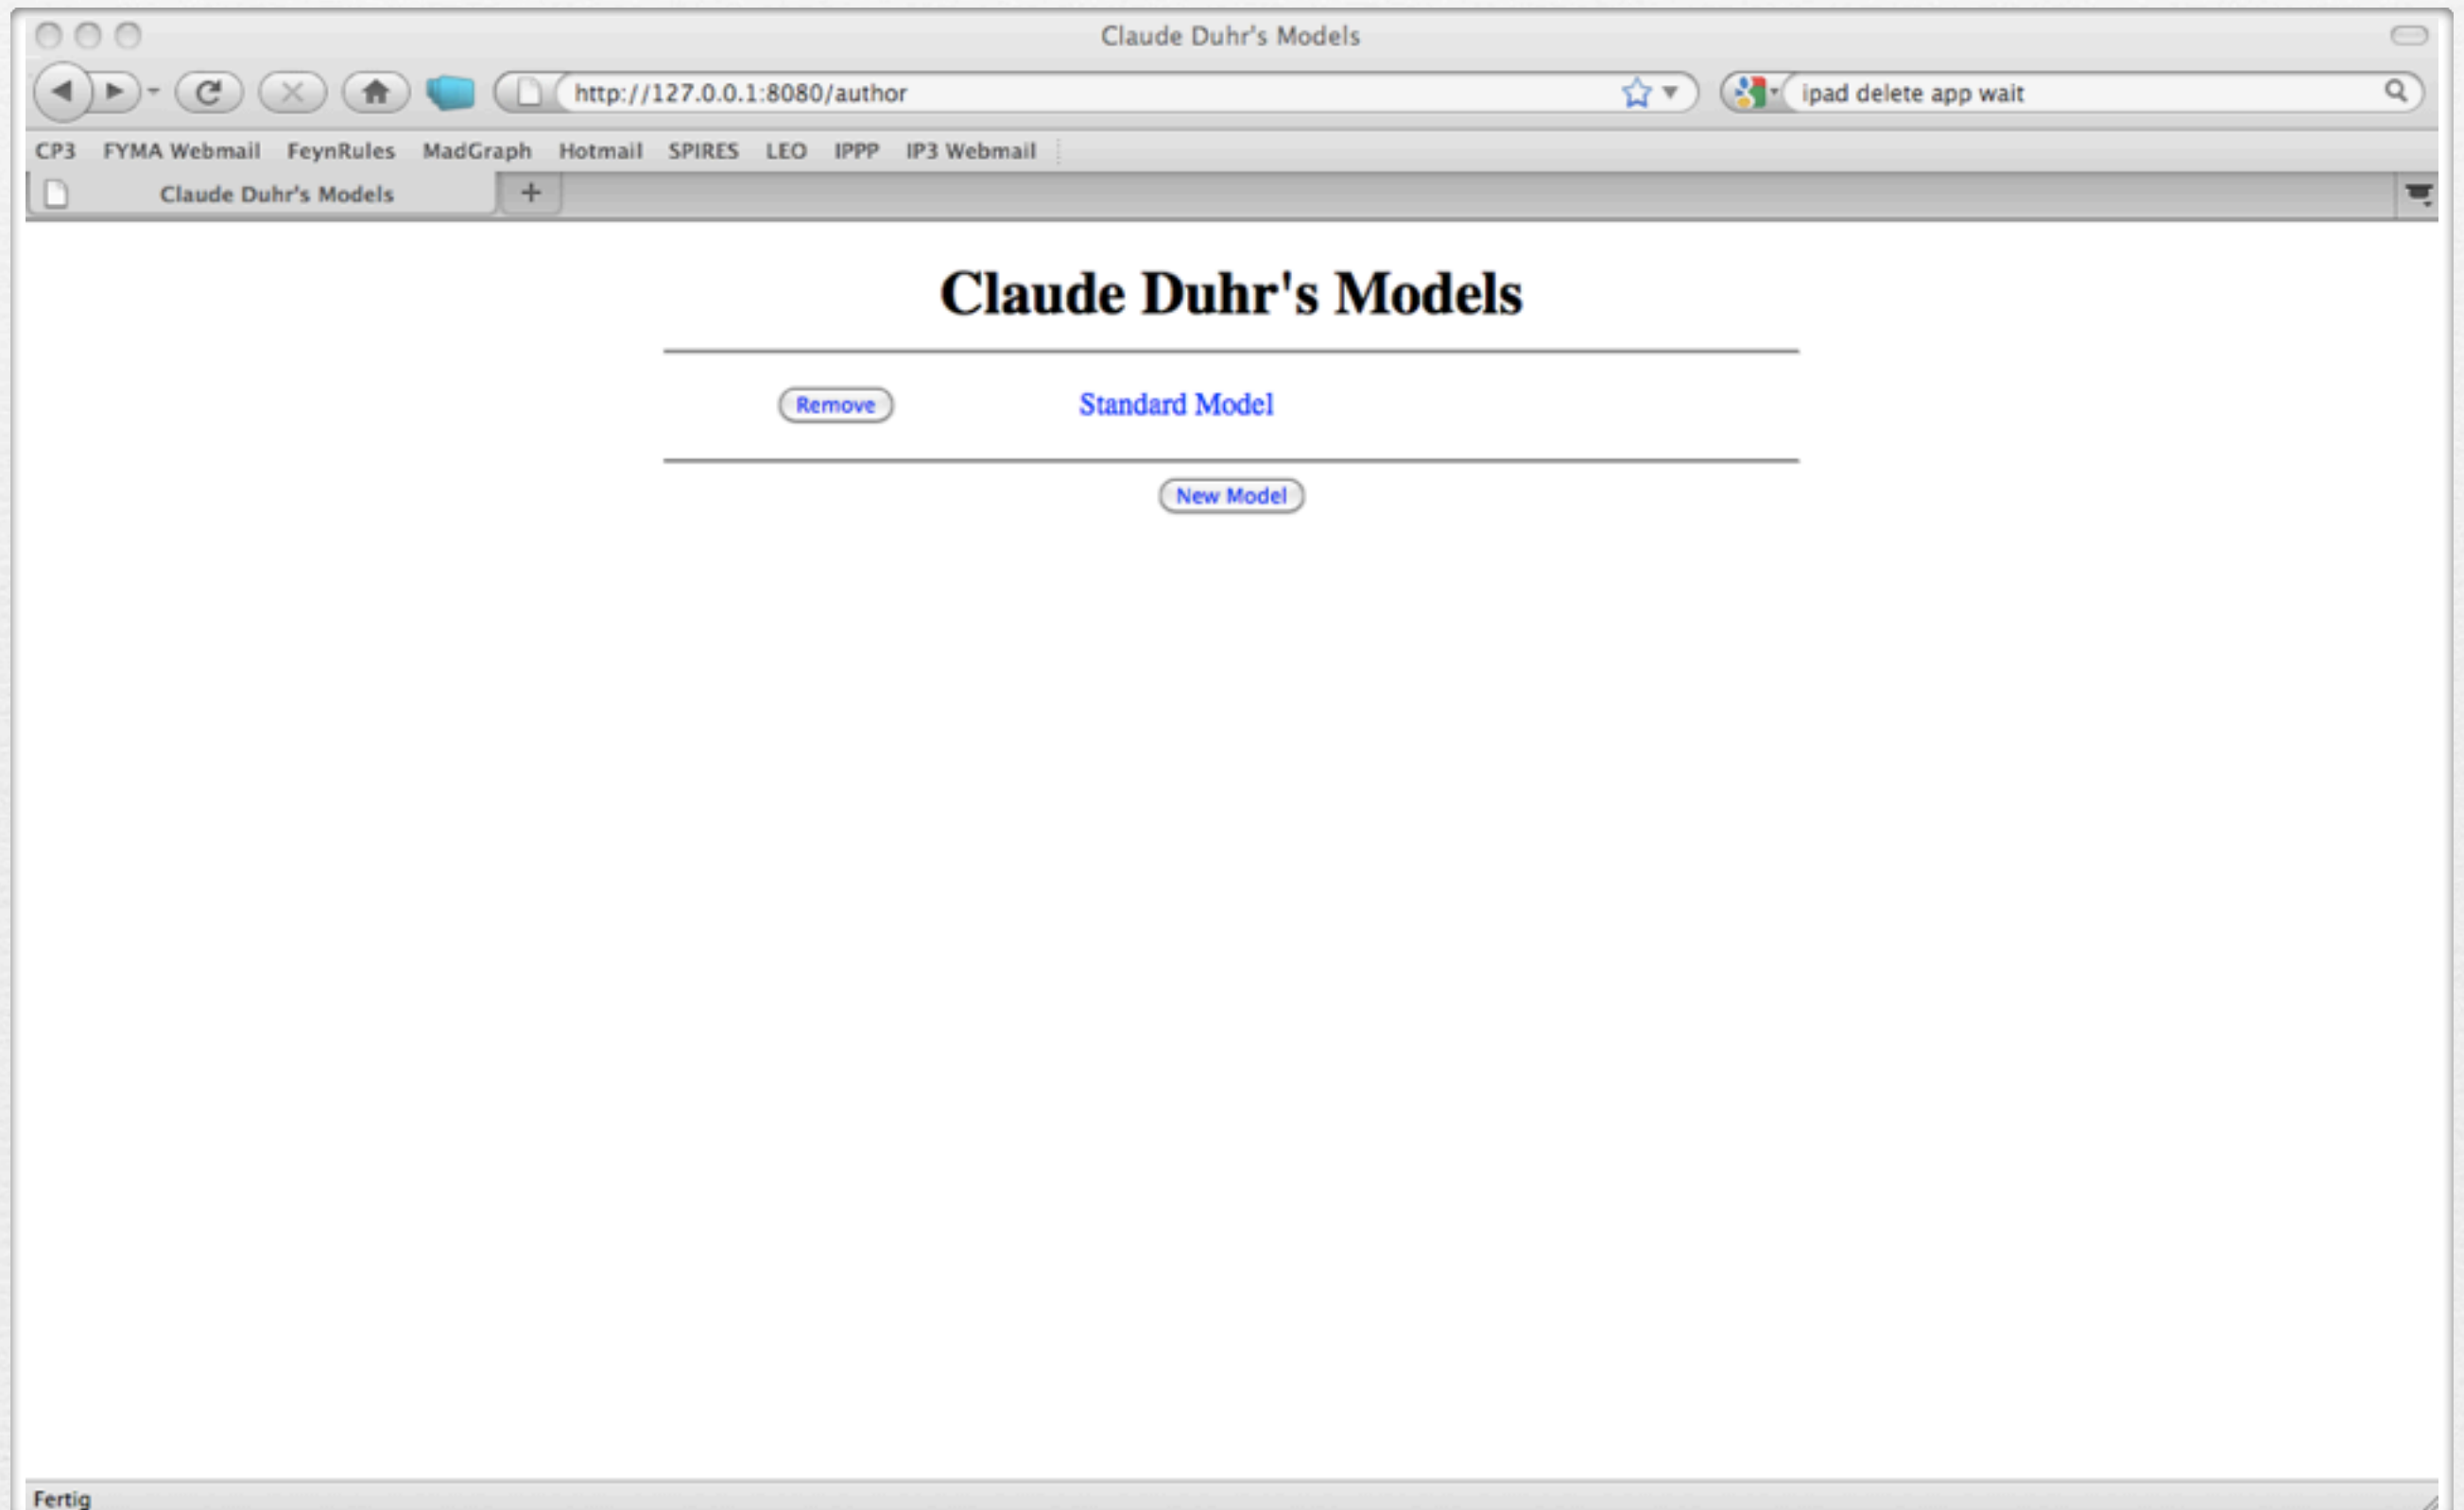 Claude Duhr's Models
http://127.0.0.1:8080/author ipad delete app wait
CP3 FYMA Webmail FeynRules MadGraph Hotmail SPIRES LEO IPPP IP3 Webmail
Claude Duhr's Models +
Claude Duhr's Models
Remove Standard Model
New Model
Fertig